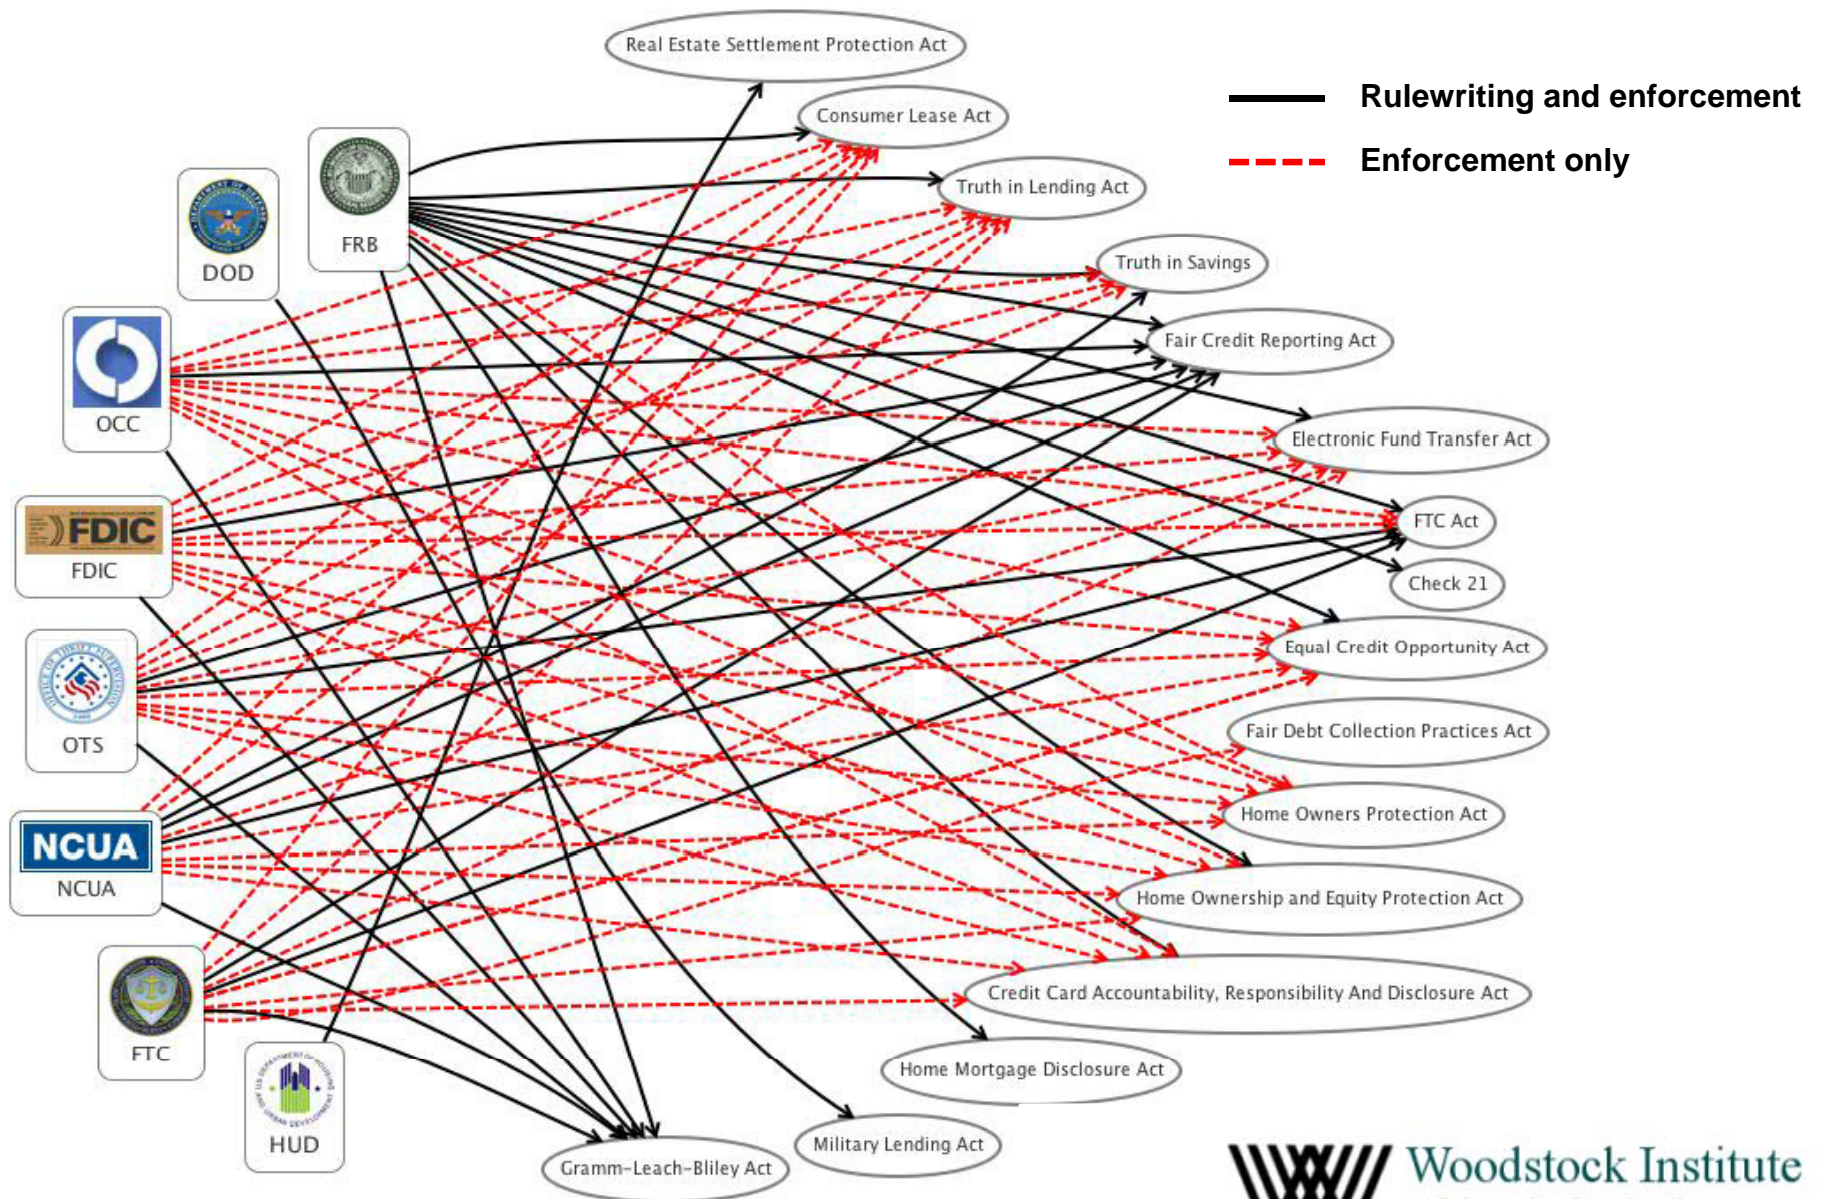 Real Estate Settlement Protection Act
Rulewriting and enforcement
Consumer Lease Act
Enforcement only
Truth in Lending Act
FRB
DOD
Truth in Savings
Fair Credit Reporting Act
OCC
Electronic Fund Transfer Act
FDIC
FTC Act
FDIC
Check 21
Equal Credit Opportunity Act
OTS
Fair Debt Collection Practices Act
Home Owners Protection Act
NCUA
NCUA
Home Ownership and Equity Protection Act
Credit Card Accountability, Responsibility And Disclosure Act
FTC
Home Mortgage Disclosure Act
HUD
Military Lending Act
Gramm-Leach-Bliley Act
Woodstock Institute